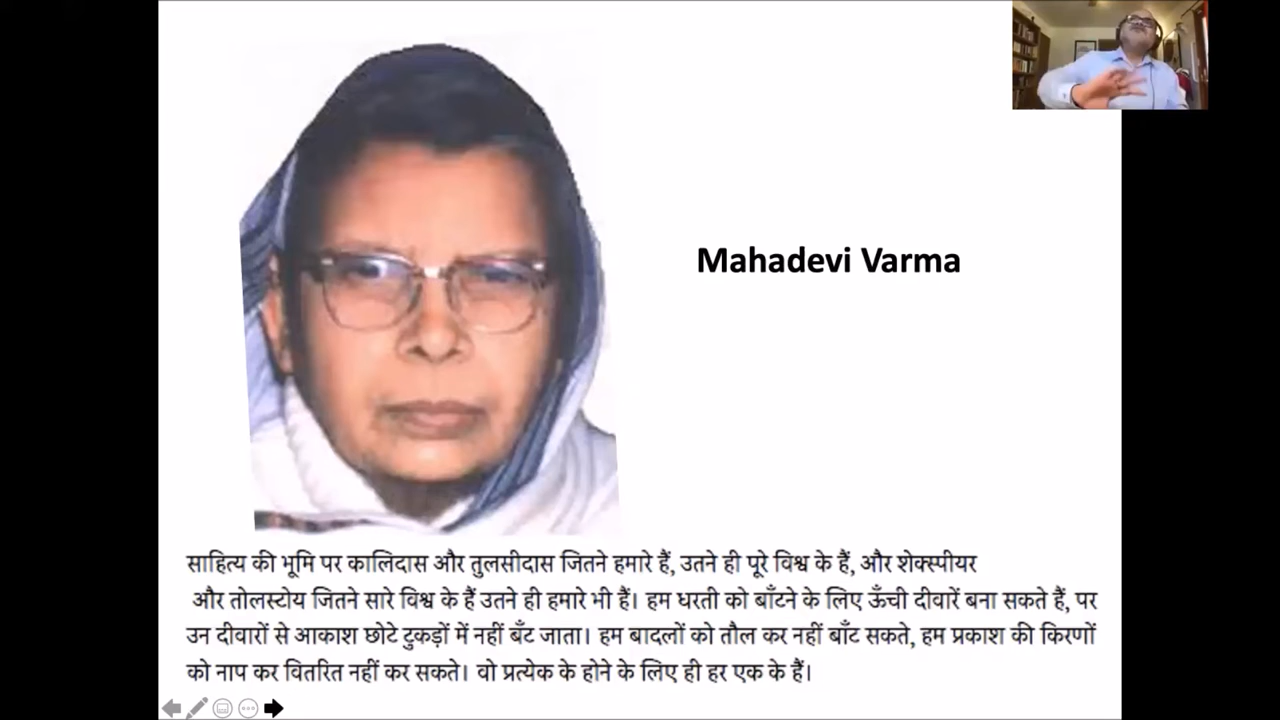 Mahadevi Varma
साहित्य की भूमि पर कालिदास और तुलसीदास जितने हमारे हैं, उतने ही पूरे विश्व के हैं, और शेक्स्पीयर
और तोलस्टोय जितने सारे विश्व के हैं उतने ही हमारे भी हैं। हम धरती को बाँटने के लिए ऊँची दीवारें बना सकते हैं, पर
उन दीवारों से आकाश छोटे टुकड़ों में नहीं बँट जाता। हम बादलों को तौल कर नहीं बाँट सकते, हम प्रकाश की किरणों
को नाप कर वितरित नहीं कर सकते। वो प्रत्येक के होने के लिए ही हर एक के हैं।